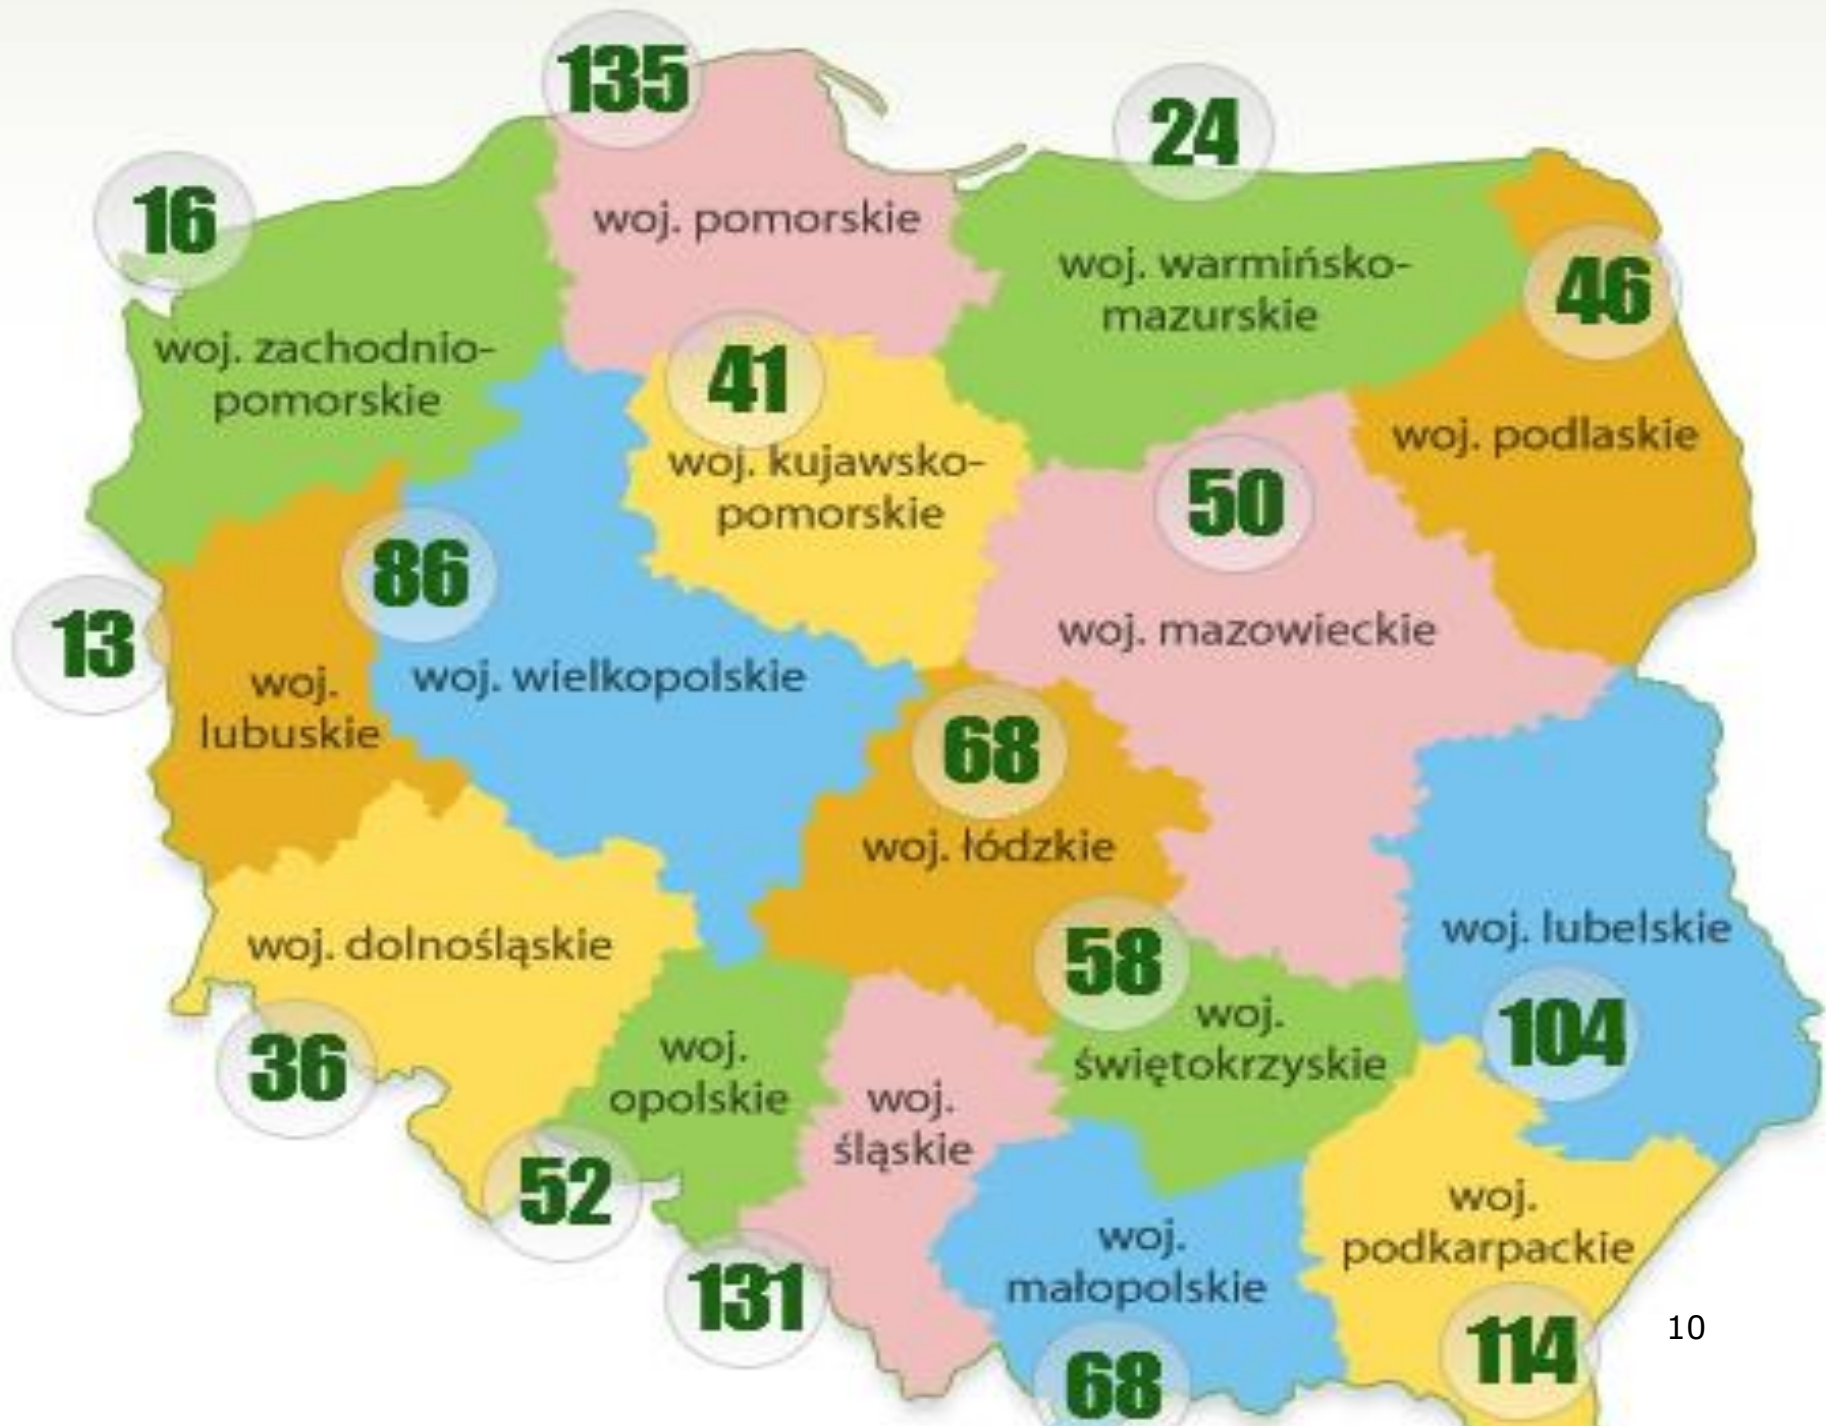 135
24
16
woj. pomorskie
woj. warmińsko-
mazurskie
46
woj. zachodnio-
pomorskie
41
woj. podlaskie
woj. kujawsko-
pomorskie
50
86
13
woj. mazowieckie
woj. wielkopolskie
woj.
lubuskie
68
woj. łódzkie
woj. lubelskie
woj. dolnośląskie
58
woj.
świętokrzyskie
104
36
woj.
opolskie
woj.
śląskie
52
woj.
podkarpackie
woj.
małopolskie
131
10
114
68